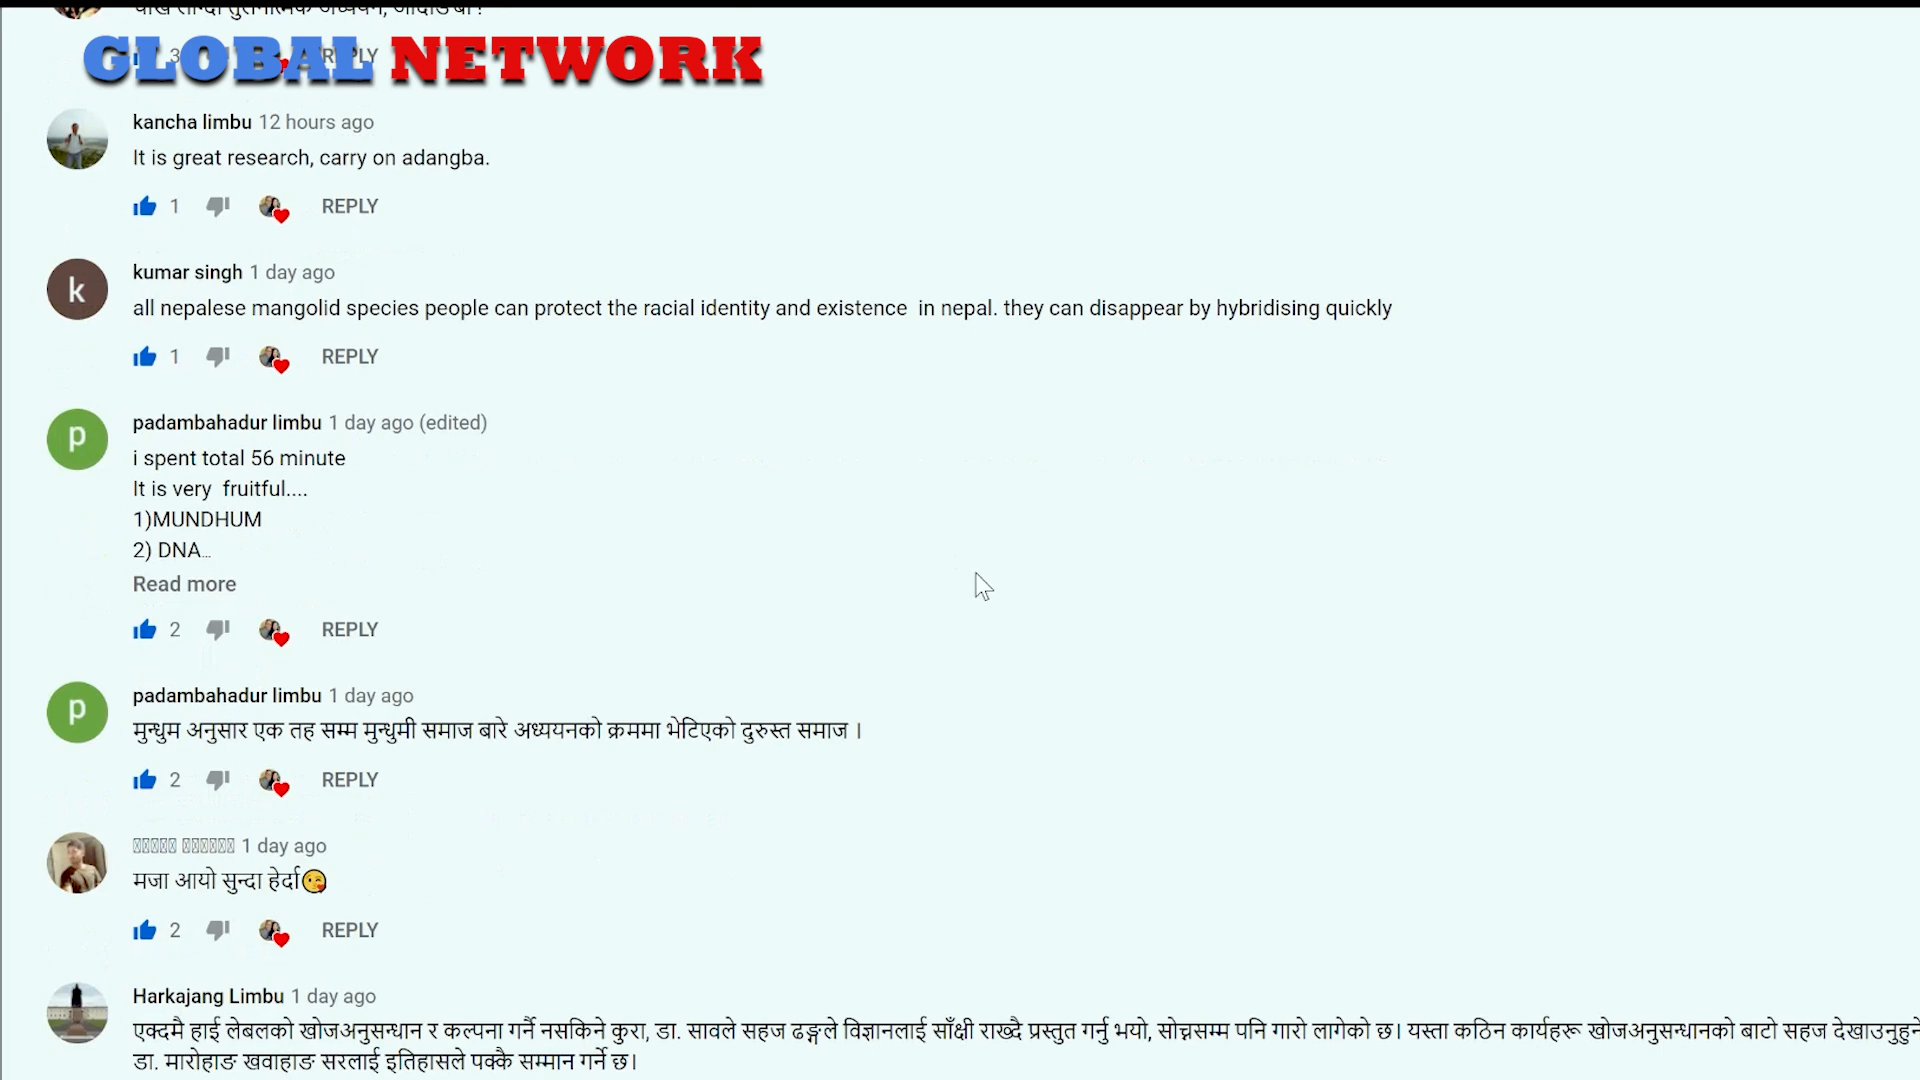 GLOBAL NETWORK
REPLY
kancha limbu 12 hours ago
It is great research, carry on adangba.
1 REPLY
kumar singh 1 day ago
all nepalese mangolid species people can protect the racial identity and existence in nepal. they can disappear by hybridising quickly
1 REPLY
padambahadur limbu 1 day ago (edited)
i spent total 56 minute
It is very fruitful....
1)MUNDHUM
2) DNA...
Read more
2 REPLY
padambahadur limbu 1 day ago
मुन्धुम अनुसार एक तह सम्म मुन्धुमी समाज बारे अध्ययनको क्रममा भेटिएको दुरुस्त समाज ।
2 REPLY
1 day ago
मजा आयो सुन्दा हेर्दा😘
2 REPLY
Harkajang Limbu 1 day ago
एक्दमै हाई लेबलको खोजअनुसन्धान र कल्पना गर्नै नसकिने कुरा, डा. सावले सहज ढङ्गले विज्ञानलाई साँक्षी राख्दै प्रस्तुत गर्नु भयो, सोच्नसम्म पनि गारो लागेको छ। यस्ता कठिन कार्यहरू खोजअनुसन्धानको बाटो सहज देखाउनुहुने
डा. मारोहाङ खवाहाङ सरलाई इतिहासले पक्कै सम्मान गर्ने छ।